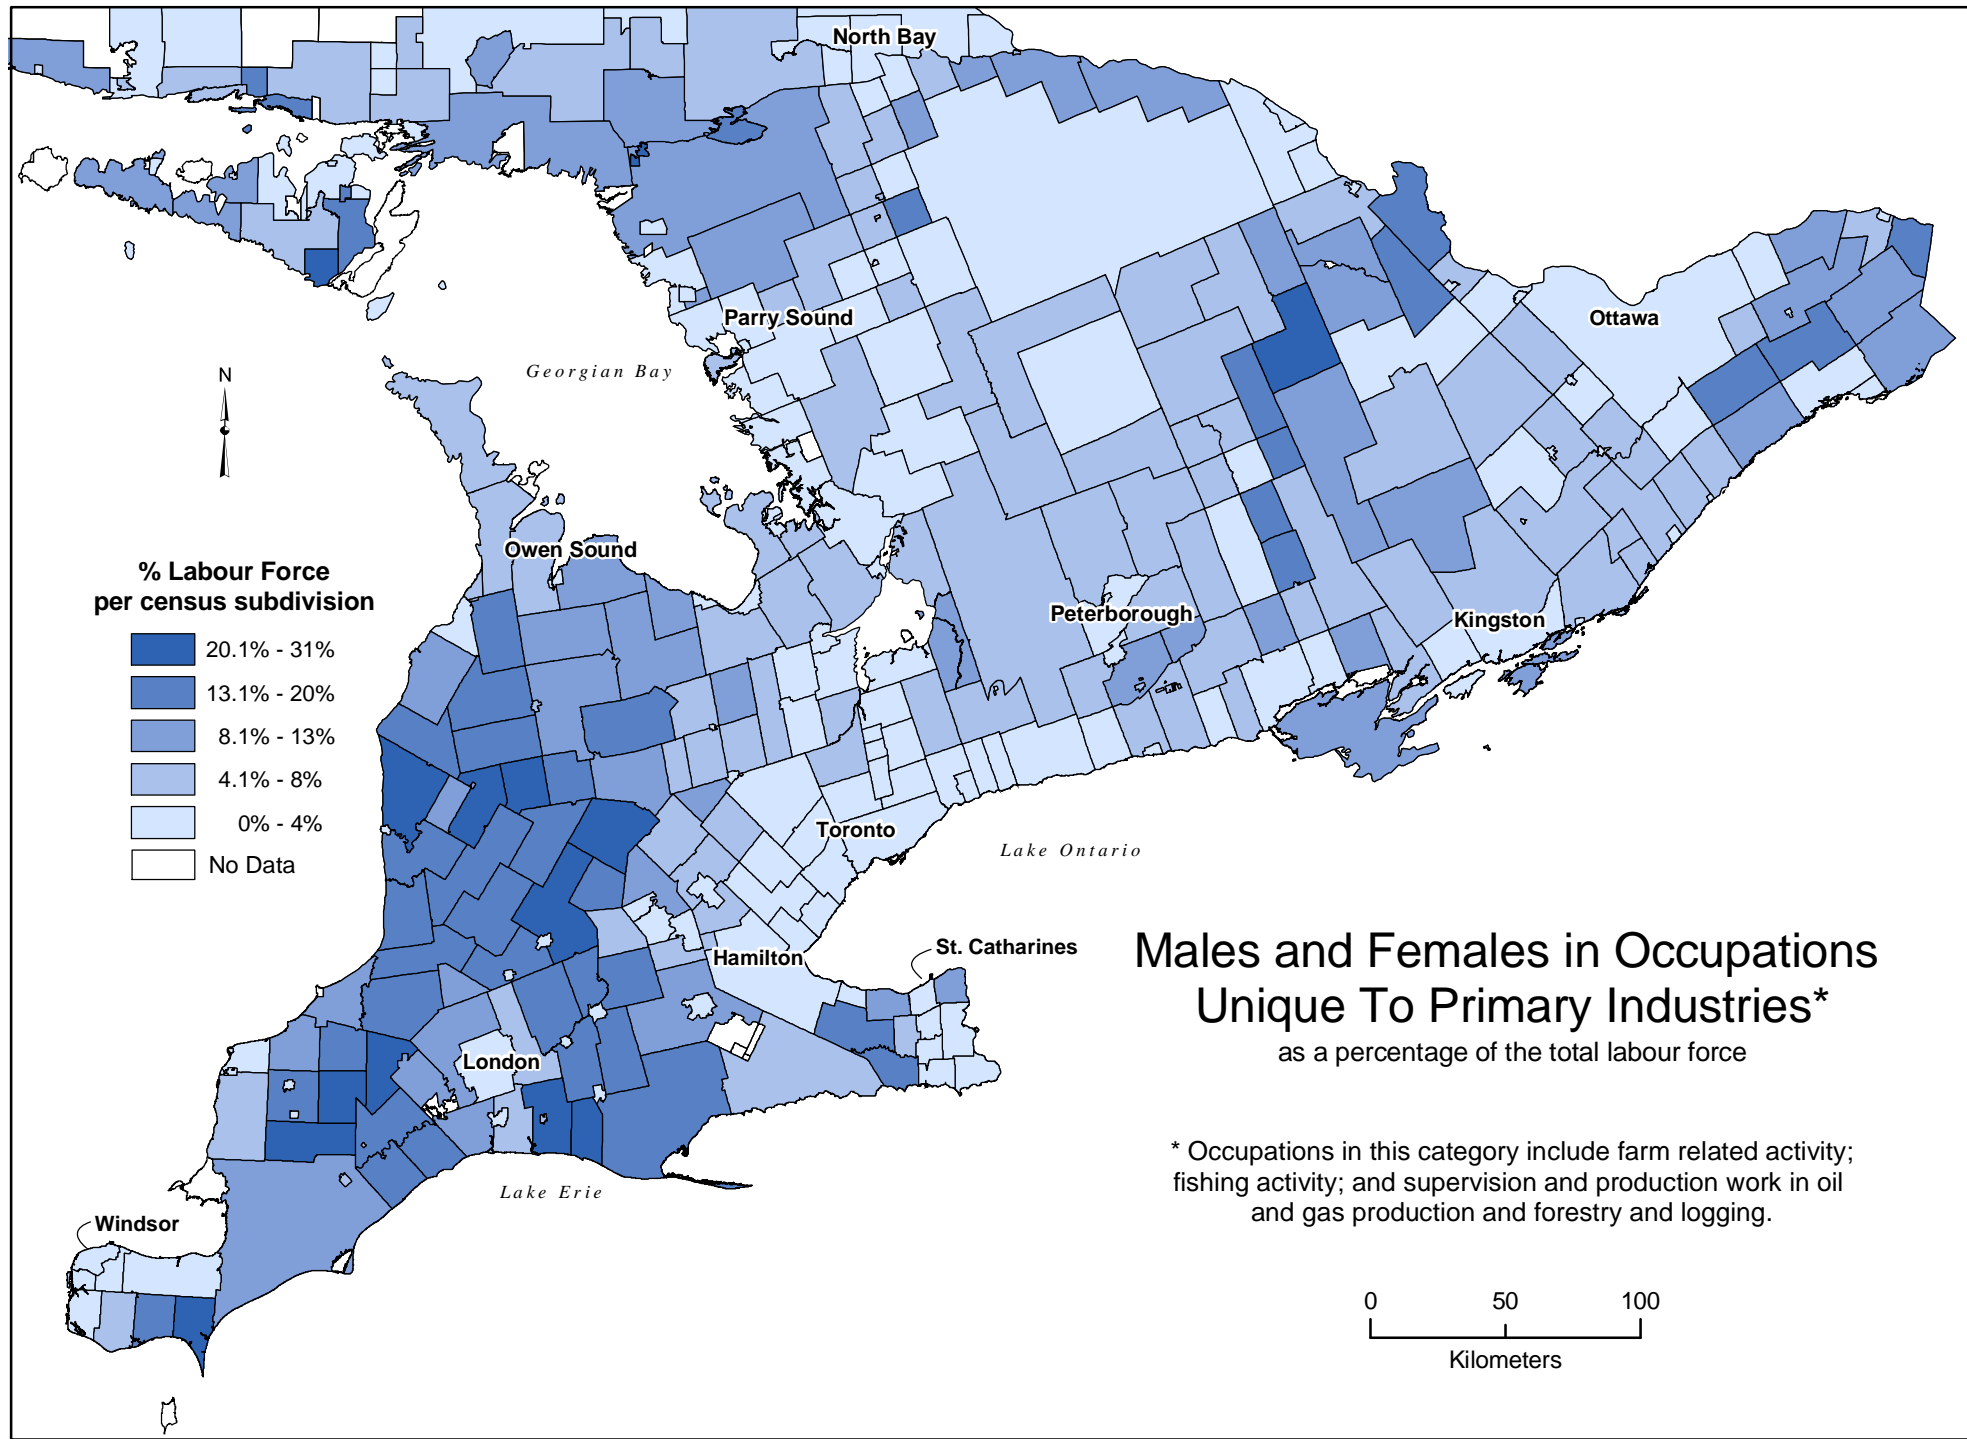 North Bay
Parry Sound
Ottawa
Georgian Bay
N
Owen Sound
% Labour Force
per census subdivision
20.1% - 31%
13.1% - 20%
8.1% - 13%
4.1% - 8%
0% - 4%
No Data
Peterborough
Kingston
Toronto
Lake Ontario
Hamilton
St. Catharines
London
Lake Erie
Windsor
Males and Females in Occupations
Unique To Primary Industries*
as a percentage of the total labour force
* Occupations in this category include farm related activity;
fishing activity; and supervision and production work in oil
and gas production and forestry and logging.
0 50 100
Kilometers